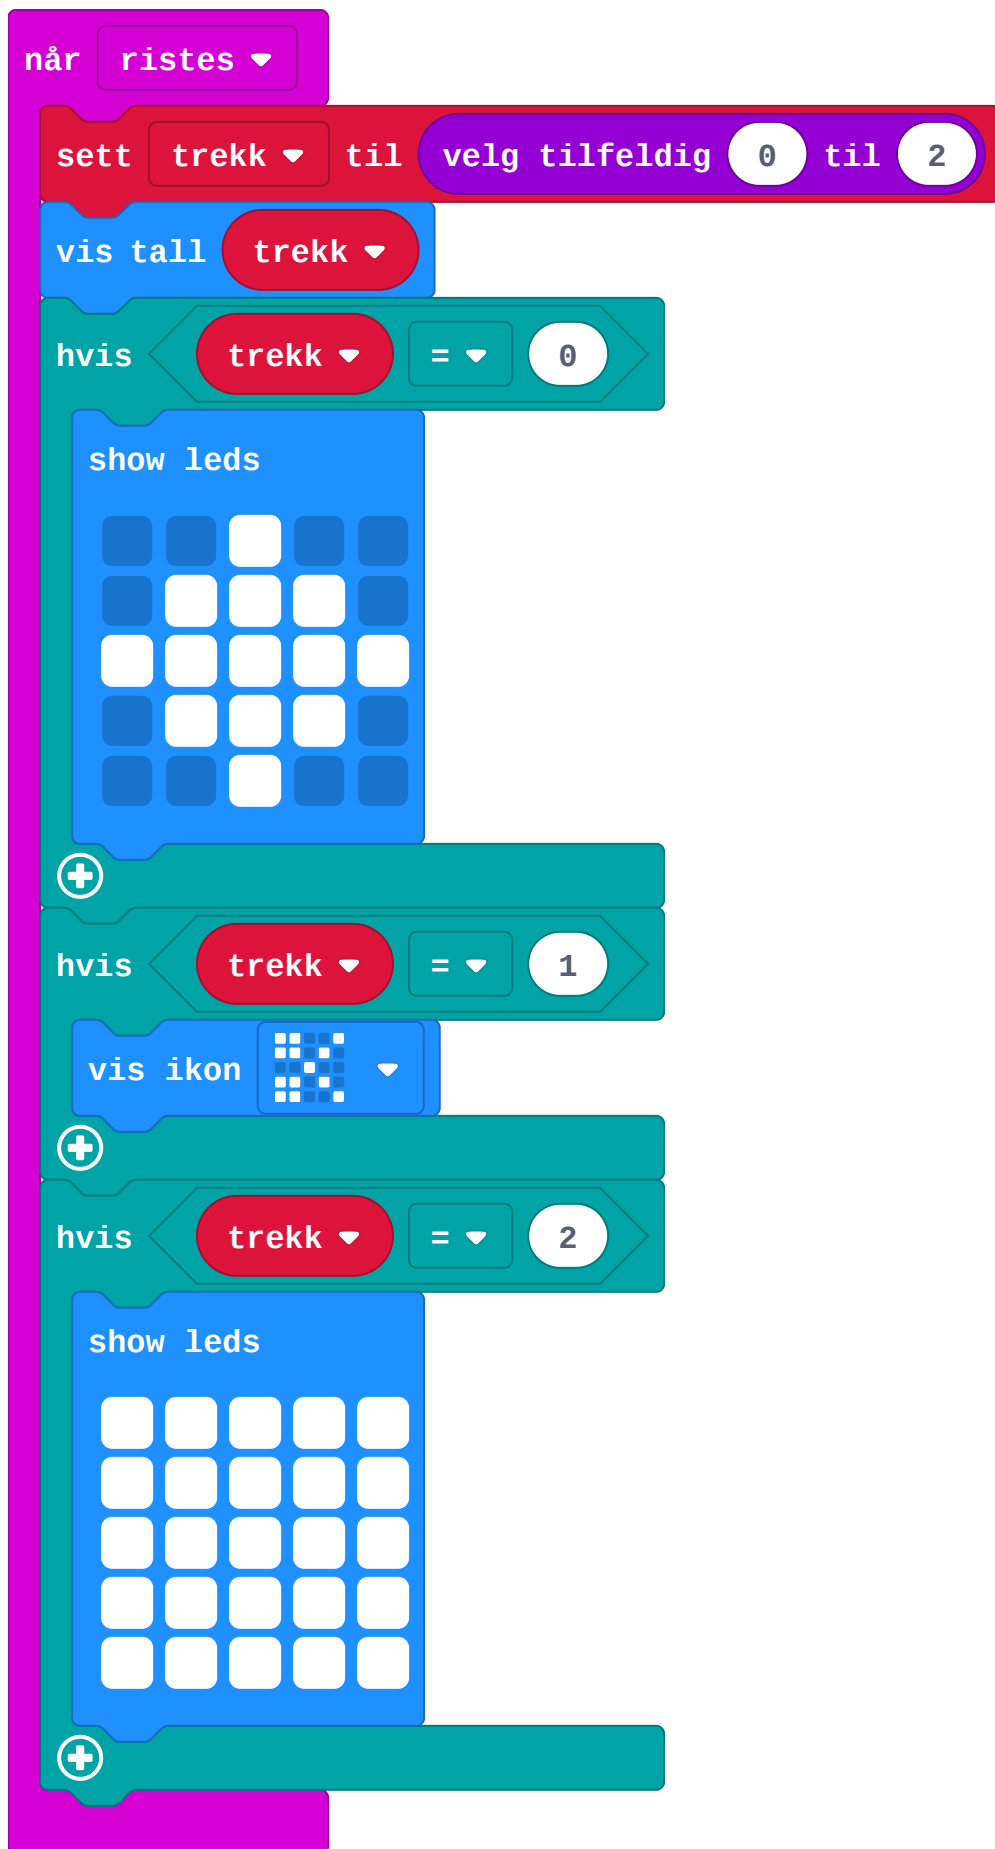 når ristes
sett trekk til velg tilfeldig 0 til 2
vis tall trekk
hvis trekk = 0
show leds
hvis trekk = 1
vis ikon
hvis trekk = 2
show leds